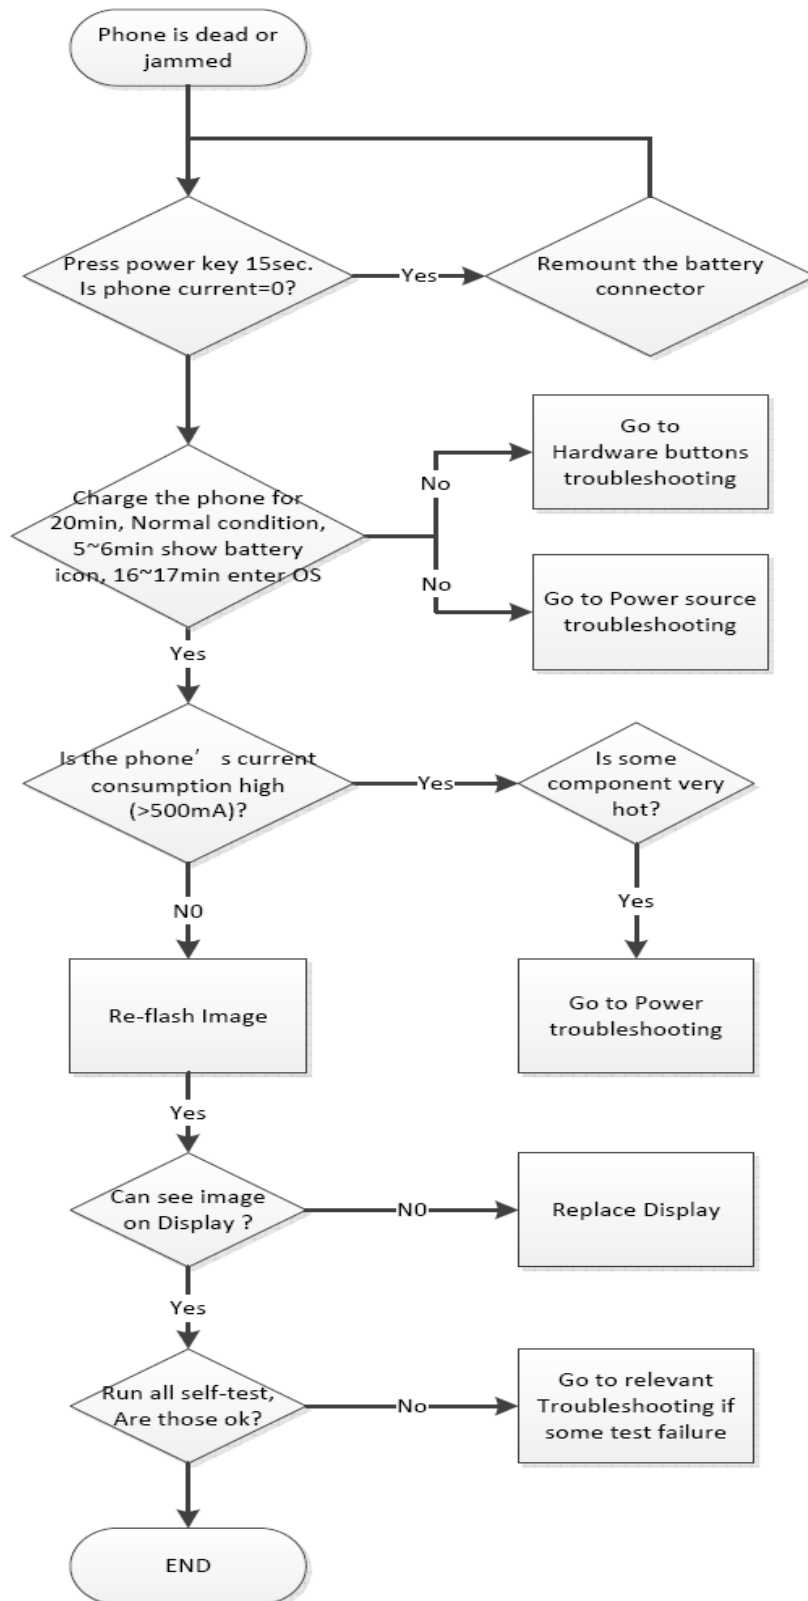 Phone is dead or
jammed
Press power key 15sec.
Is phone current=0?
Yes
Remount the battery
connector
Charge the phone for
20min, Normal condition,
5~6min show battery
icon, 16~17min enter OS
No
Go to
Hardware buttons
troubleshooting
No
Go to Power source
troubleshooting
Yes
Is the phone’ s current
consumption high
(>500mA)?
Yes
Is some
component very
hot?
N0
Yes
Re-flash Image
Go to Power
troubleshooting
Yes
Can see image
on Display ?
N0
Replace Display
Yes
Run all self-test,
Are those ok?
No
Go to relevant
Troubleshooting if
some test failure
END